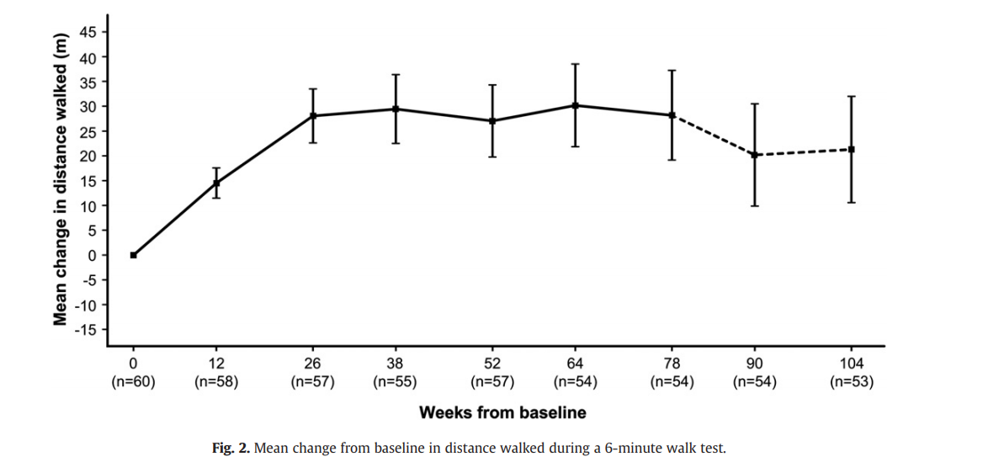 Mean change in distance walked (m)
45
40
35
30
25
20
15
10
5
0
-5
-10
-15
0 12 26 38 52 64 78 90 104
(n=60) (n=58) (n=57) (n=55) (n=57) (n=54) (n=54) (n=54) (n=53)
Weeks from baseline
Fig. 2. Mean change from baseline in distance walked during a 6-minute walk test.